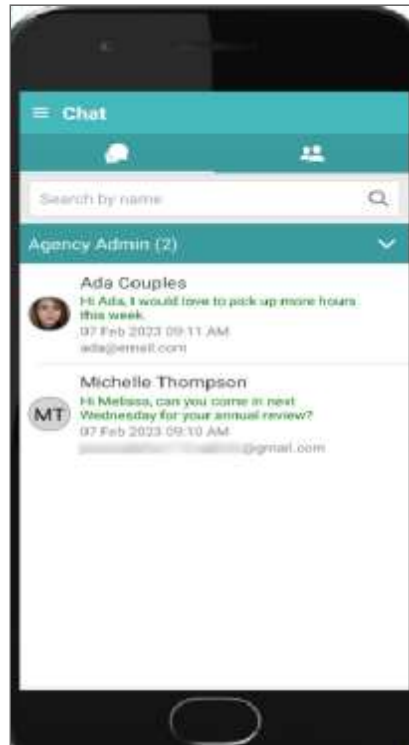 Chat
Search by name
Agency Admin (2)
Ada Couples
Hi Ada, I would love to pick up more hours
this week.
07 Feb 2023 09:11 AM
ada@email.com
Michelle Thompson
MT
Hi Melissa, can you come in next
Wednesday for your annual review?
07 Feb 2023 09:10 AM
@gmail.com